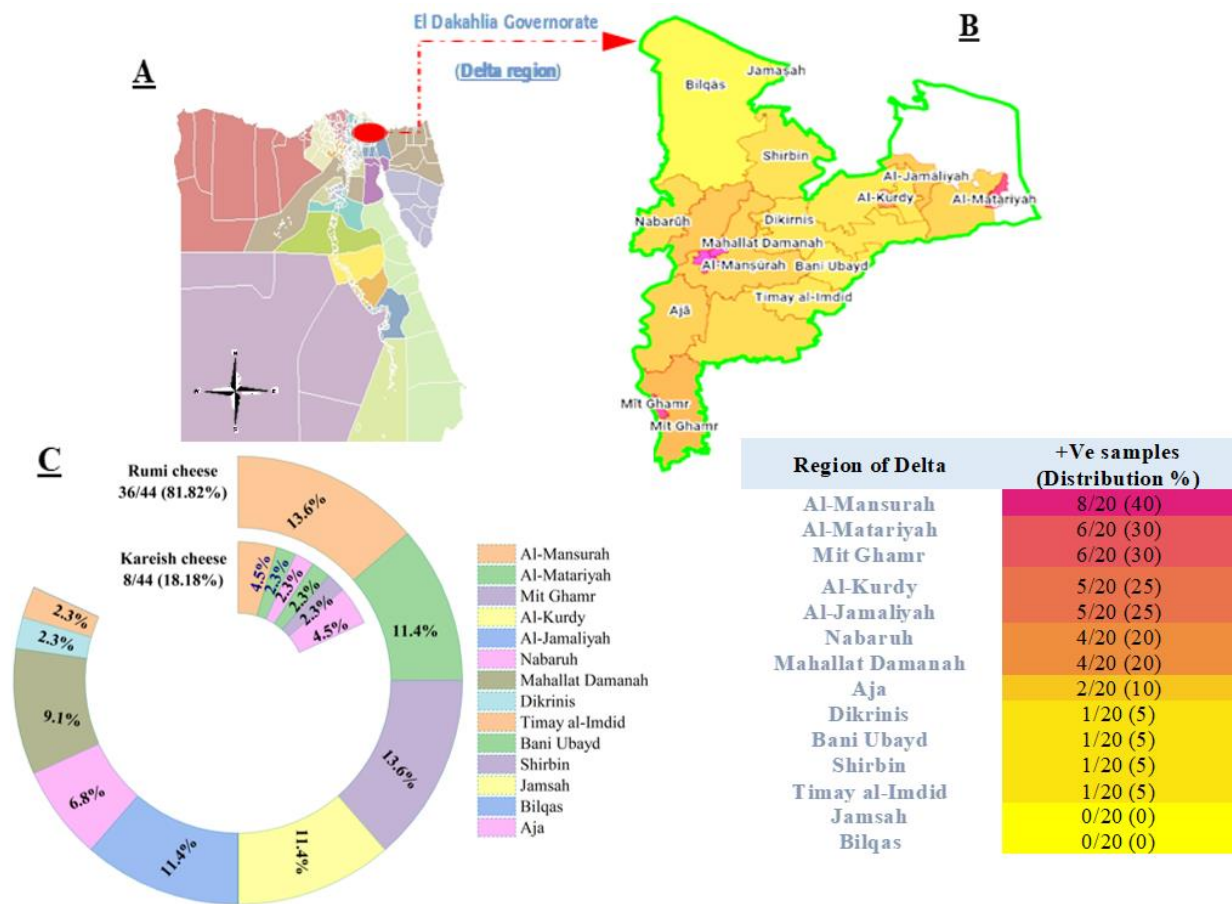 El Dakahlia Governorate
(Delta region)
A
B
Bilqās
Jamaṣah
Shirbin
Al-Jamaliyah
Al-Kurdy
Al-Matariyah
Nabarūh
Dikirnis
Mahallat Damanah
Al-Manṣūrah
Bani Ubayd
Timay al-Imdid
Ajā
Mīt Ghamr
Mit Ghamr
N
S
C
Rumi cheese
36/44 (81.82%)
Kareish cheese
8/44 (18.18%)
13.6%
11.4%
13.6%
11.4%
11.4%
6.8%
9.1%
2.3%
2.3%
4.5%
2.3%
2.3%
2.3%
2.3%
4.5%
Al-Mansurah
Al-Matariyah
Mit Ghamr
Al-Kurdy
Al-Jamaliyah
Nabaruh
Mahallat Damanah
Dikrinis
Timay al-Imdid
Bani Ubayd
Shirbin
Jamsah
Bilqas
Aja
Region of Delta +Ve samples
(Distribution %)
Al-Mansurah 8/20 (40)
Al-Matariyah 6/20 (30)
Mit Ghamr 6/20 (30)
Al-Kurdy 5/20 (25)
Al-Jamaliyah 5/20 (25)
Nabaruh 4/20 (20)
Mahallat Damanah 4/20 (20)
Aja 2/20 (10)
Dikrinis 1/20 (5)
Bani Ubayd 1/20 (5)
Shirbin 1/20 (5)
Timay al-Imdid 1/20 (5)
Jamsah 0/20 (0)
Bilqas 0/20 (0)